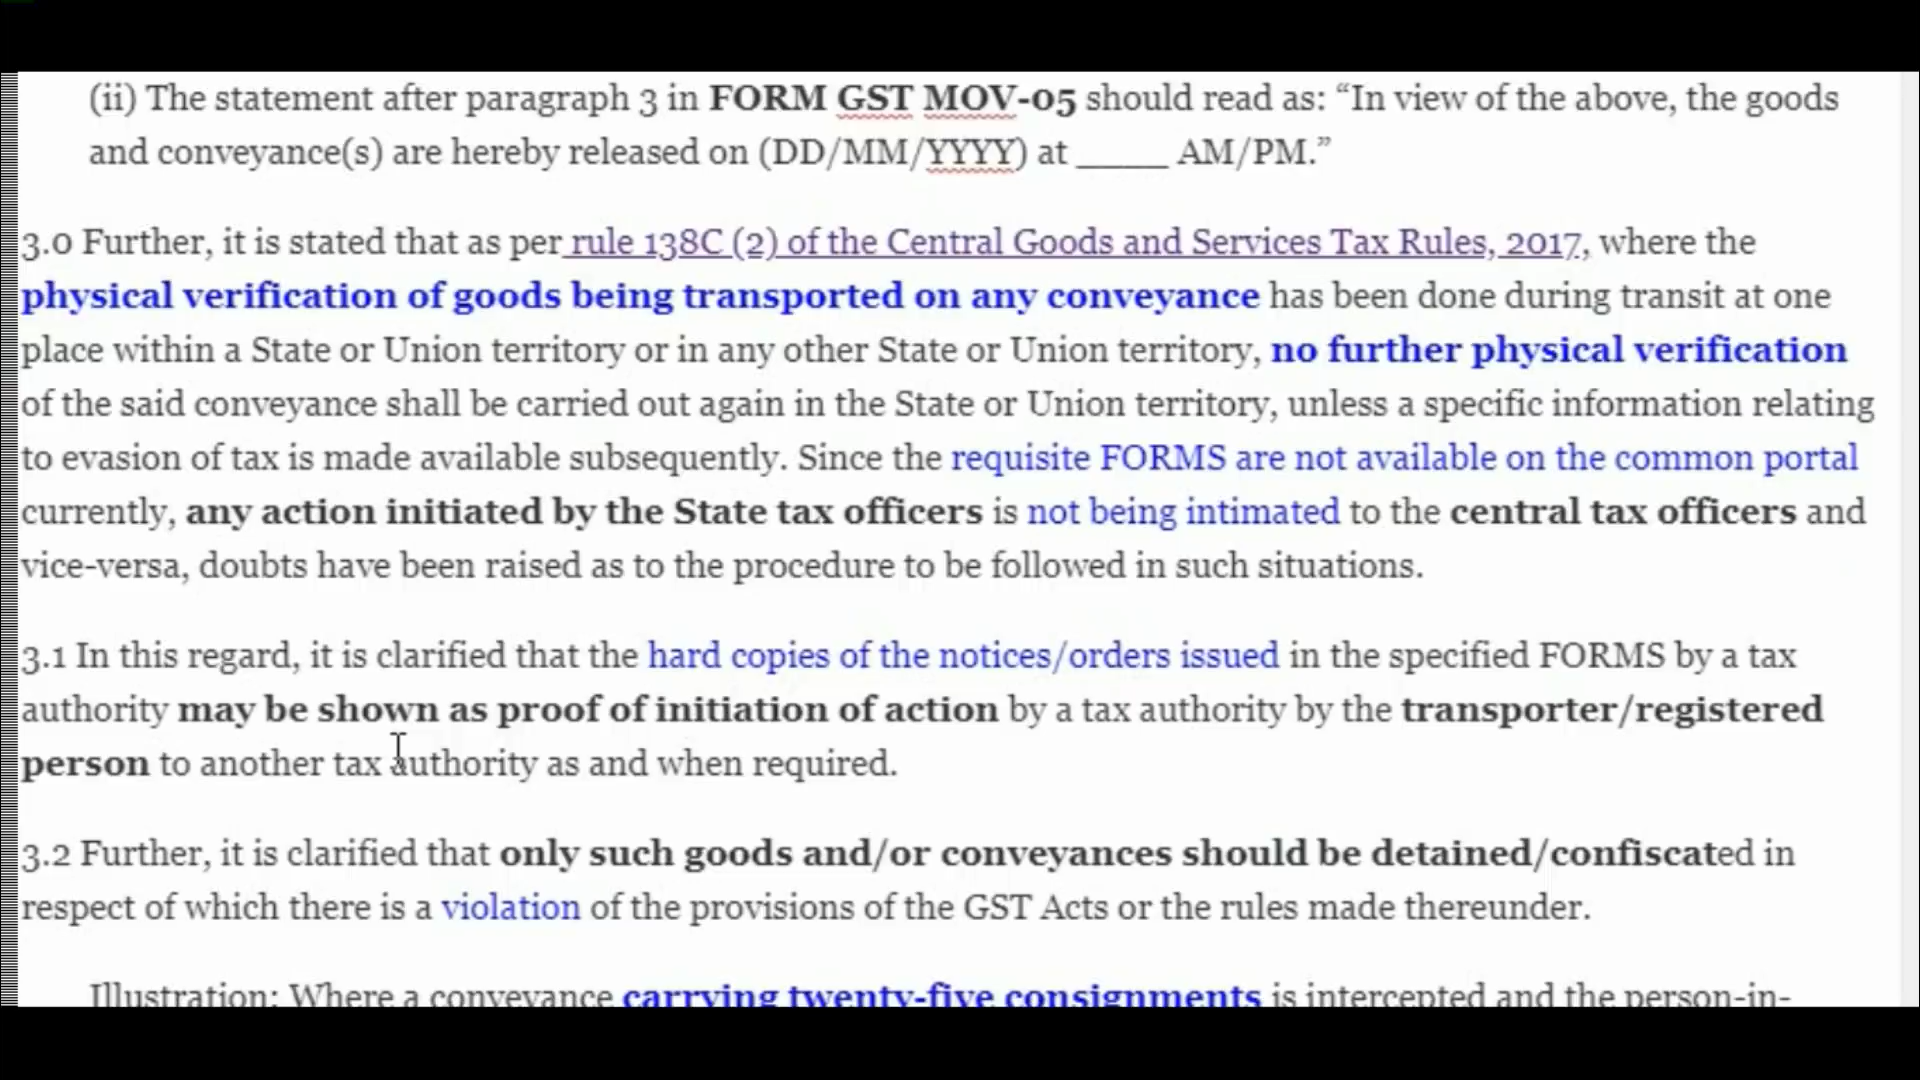 (ii) The statement after paragraph 3 in FORM GST MOV-05 should read as: “In view of the above, the goods
and conveyance(s) are hereby released on (DD/MM/YYYY) at _____ AM/PM.”
3.0 Further, it is stated that as per rule 138C (2) of the Central Goods and Services Tax Rules, 2017, where the
physical verification of goods being transported on any conveyance has been done during transit at one
place within a State or Union territory or in any other State or Union territory, no further physical verification
of the said conveyance shall be carried out again in the State or Union territory, unless a specific information relating
to evasion of tax is made available subsequently. Since the requisite FORMS are not available on the common portal
currently, any action initiated by the State tax officers is not being intimated to the central tax officers and
vice-versa, doubts have been raised as to the procedure to be followed in such situations.
3.1 In this regard, it is clarified that the hard copies of the notices/orders issued in the specified FORMS by a tax
authority may be shown as proof of initiation of action by a tax authority by the transporter/registered
person to another tax authority as and when required.
3.2 Further, it is clarified that only such goods and/or conveyances should be detained/confiscated in
respect of which there is a violation of the provisions of the GST Acts or the rules made thereunder.
Illustration: Where a conveyance carrying twenty-five consignments is intercepted and the person-in-